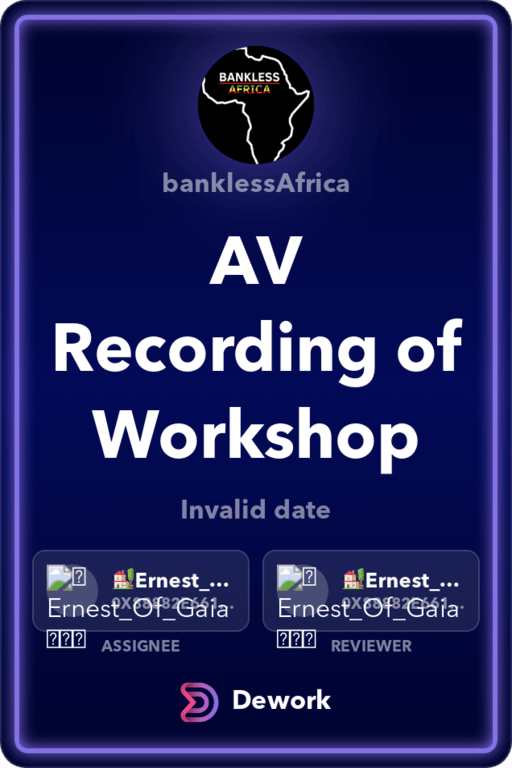 BANKLESS
AFRICA
banklessAfrica
AV
Recording of
Workshop
Invalid date
🏡Ernest_...
Ernest_Of_Gaia
ASSIGNEE
🏡Ernest_...
Ernest_Of_Gaia
REVIEWER
Dework